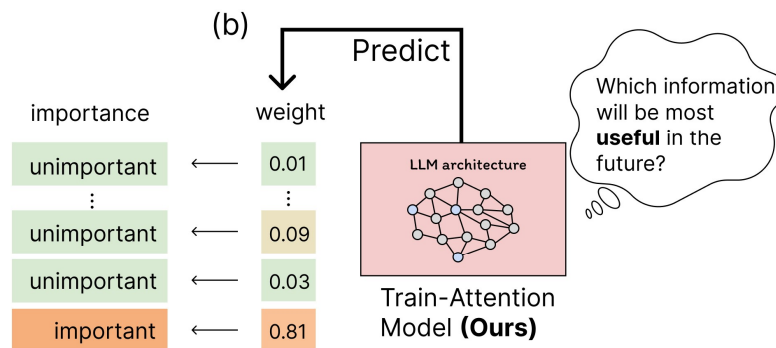 (b)
Predict
Which information
will be most
useful in the
future?
importance
weight
unimportant
0.01
unimportant
0.09
unimportant
0.03
important
0.81
LLM architecture
Train-Attention
Model (Ours)